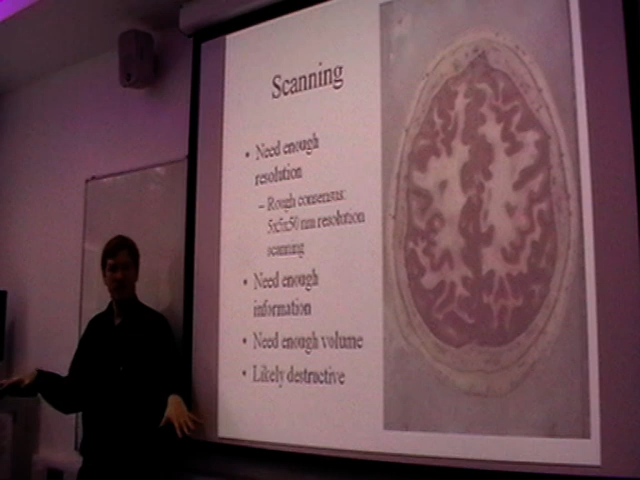 Scanning
• Need enough
resolution
– Rough consensus:
5x5x50 nm resolution
scanning
• Need enough
information
• Need enough volume
• Likely destructive